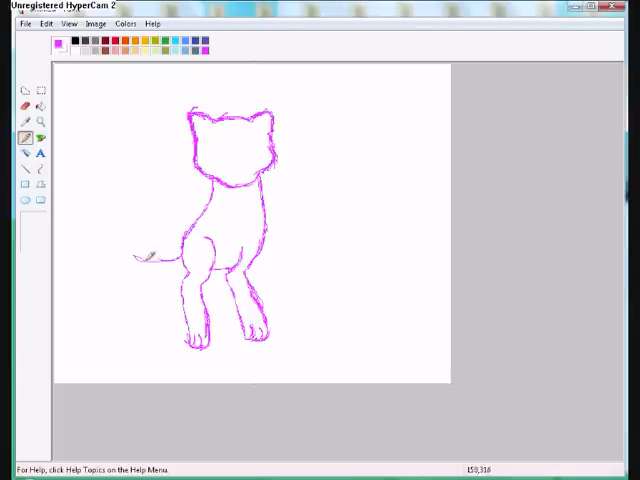 Unregistered HyperCam 2
File Edit View Image Colors Help
A
For Help, click Help Topics on the Help Menu.
150,316